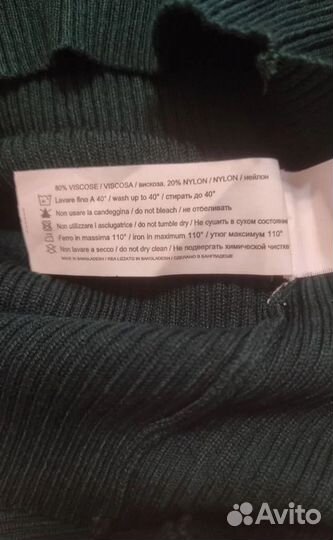 80% VISCOSE / VISCOSA / вискоза, 20% NYLON / NYLON / нейлон
Lavare fino A 40° / wash up to 40° / стирать до 40°
Non usare la candeggina / do not bleach / не отбеливать
Non utilizzare i asciugatrice / do not tumble dry / Не сушить в сухом состоянии
Ferro in massima 110° / iron in maximum 110° / утюг максимум 110°
Non lavare a secco / do not dry clean / Не подвергать химической чистке
MADE IN BANGLADESH / REA LIZZATO IN BANGLADESH / СДЕЛАНО В БАНГЛАДЕШЕ
Avito